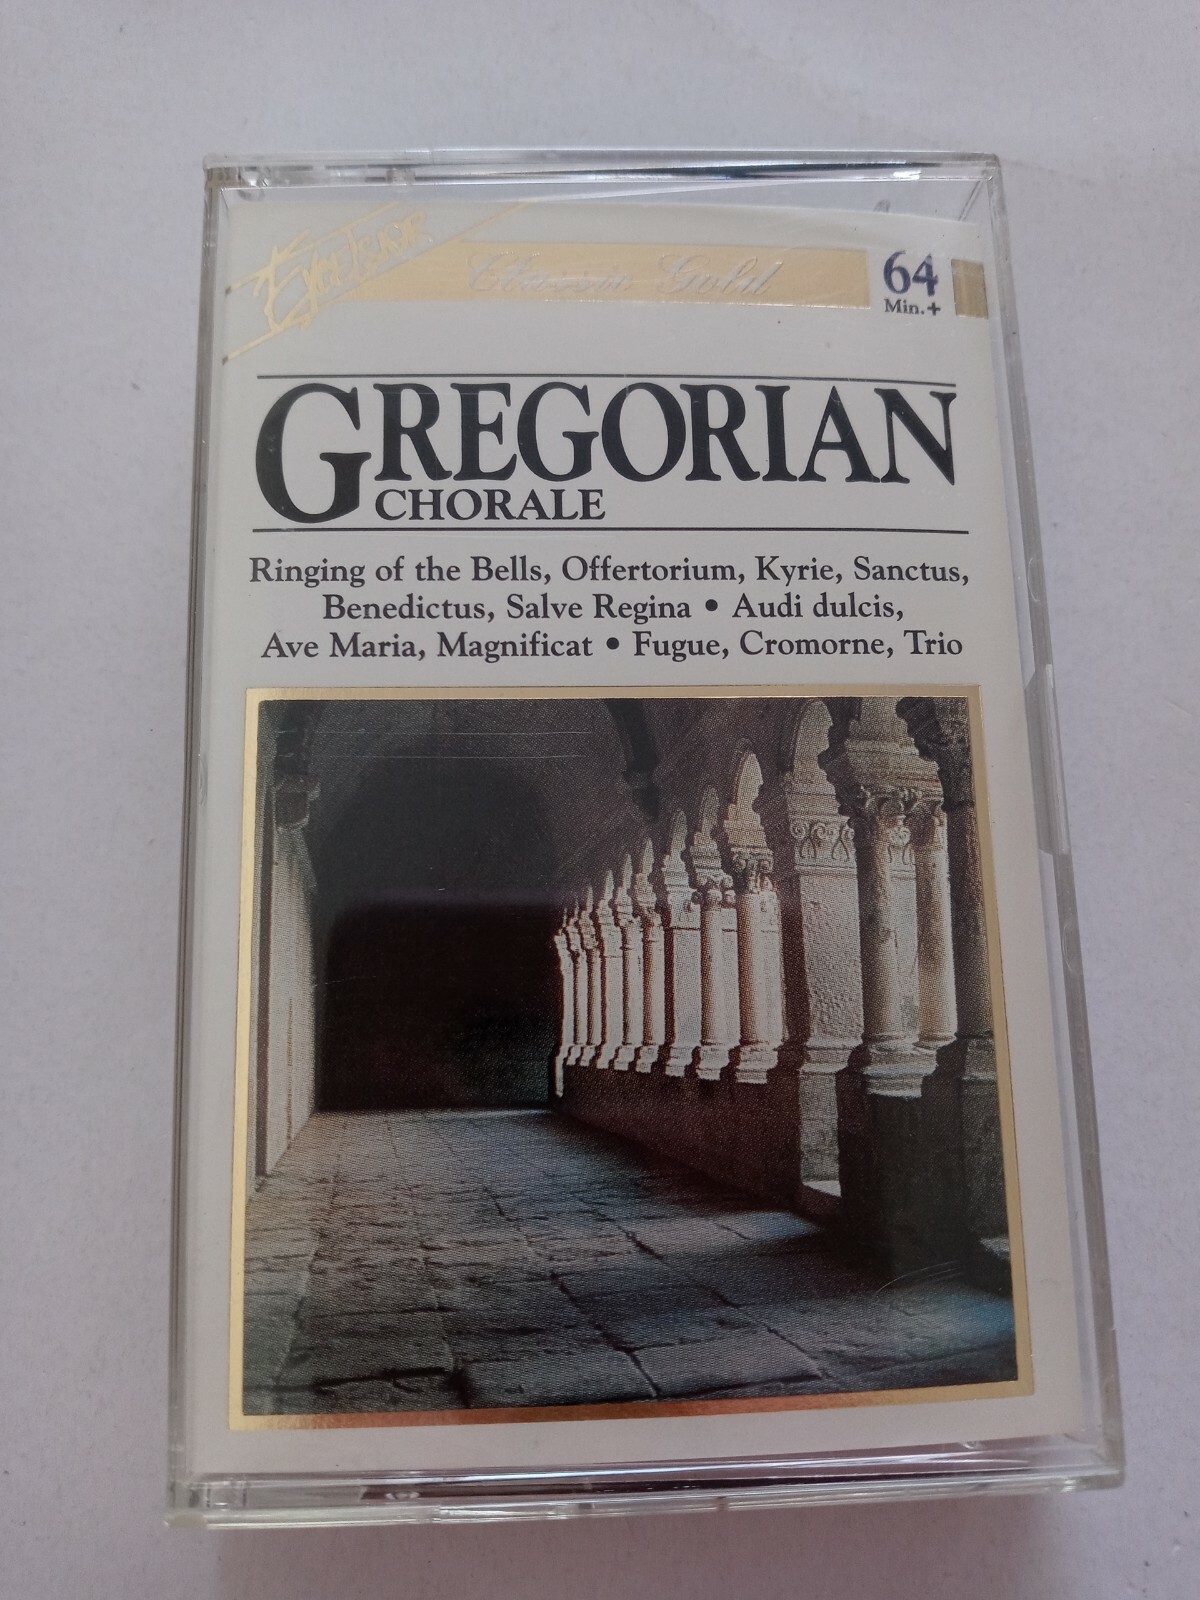 Excelsior
Classic Gold
64
Min.+
GREGORIAN
CHORALE
Ringing of the Bells, Offertorium, Kyrie, Sanctus,
Benedictus, Salve Regina • Audi dulcis,
Ave Maria, Magnificat • Fugue, Cromorne, Trio